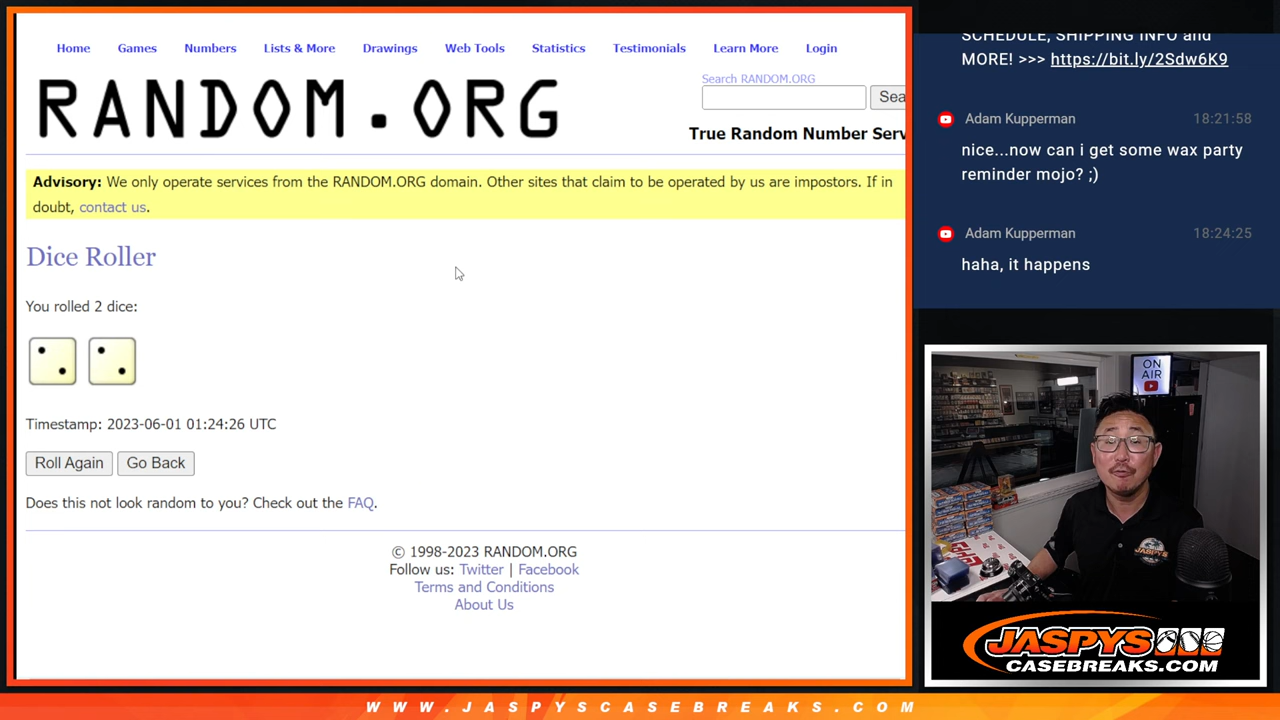 Home Games Numbers Lists & More Drawings Web Tools Statistics Testimonials Learn More Login
RANDOM.ORG
Search RANDOM.ORG
Sea
True Random Number Serv
Advisory: We only operate services from the RANDOM.ORG domain. Other sites that claim to be operated by us are impostors. If in
doubt, contact us.
Dice Roller
You rolled 2 dice:
Timestamp: 2023-06-01 01:24:26 UTC
Roll Again Go Back
Does this not look random to you? Check out the FAQ.
© 1998-2023 RANDOM.ORG
Follow us: Twitter | Facebook
Terms and Conditions
About Us
SCHEDULE, SHIPPING INFO and
MORE! >>> https://bit.ly/2Sdw6K9
Adam Kupperman 18:21:58
nice...now can i get some wax party
reminder mojo? ;)
Adam Kupperman 18:24:25
haha, it happens
ON
AIR
JASPYS
JASPYS
CASEBREAKS.COM
WWW.JASPYSCASEBREAKS.COM